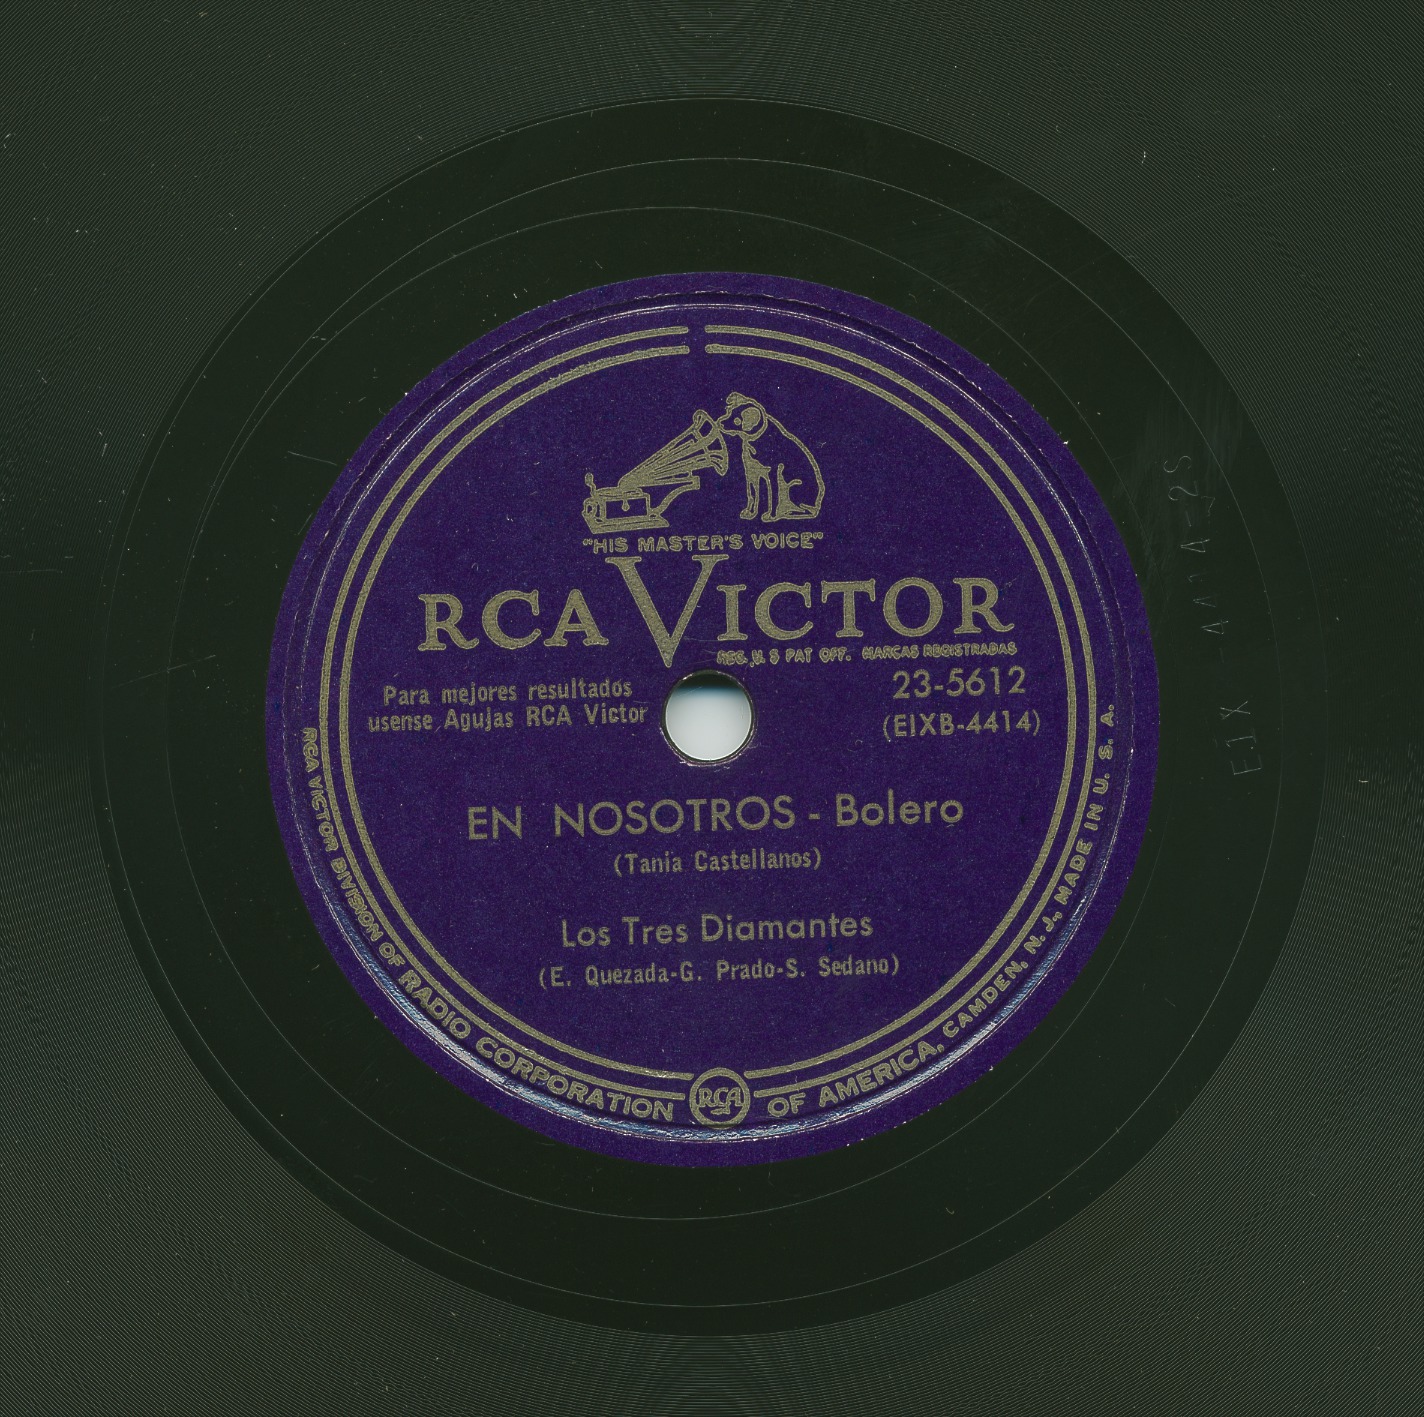 "HIS MASTER'S VOICE"
RCA VICTOR
REG. U. S PAT OFF. MARCAS REGISTRADAS
Para mejores resultados
usense Agujas RCA Victor
23-5612
(EIXB-4414)
EN NOSOTROS - Bolero
(Tania Castellanos)
Los Tres Diamantes
(E. Quezada-G. Prado-S. Sedano)
RCA VICTOR DIVISION OF RADIO CORPORATION RCA OF AMERICA, CAMDEN, N. J., MADE IN U. S. A.
E1X